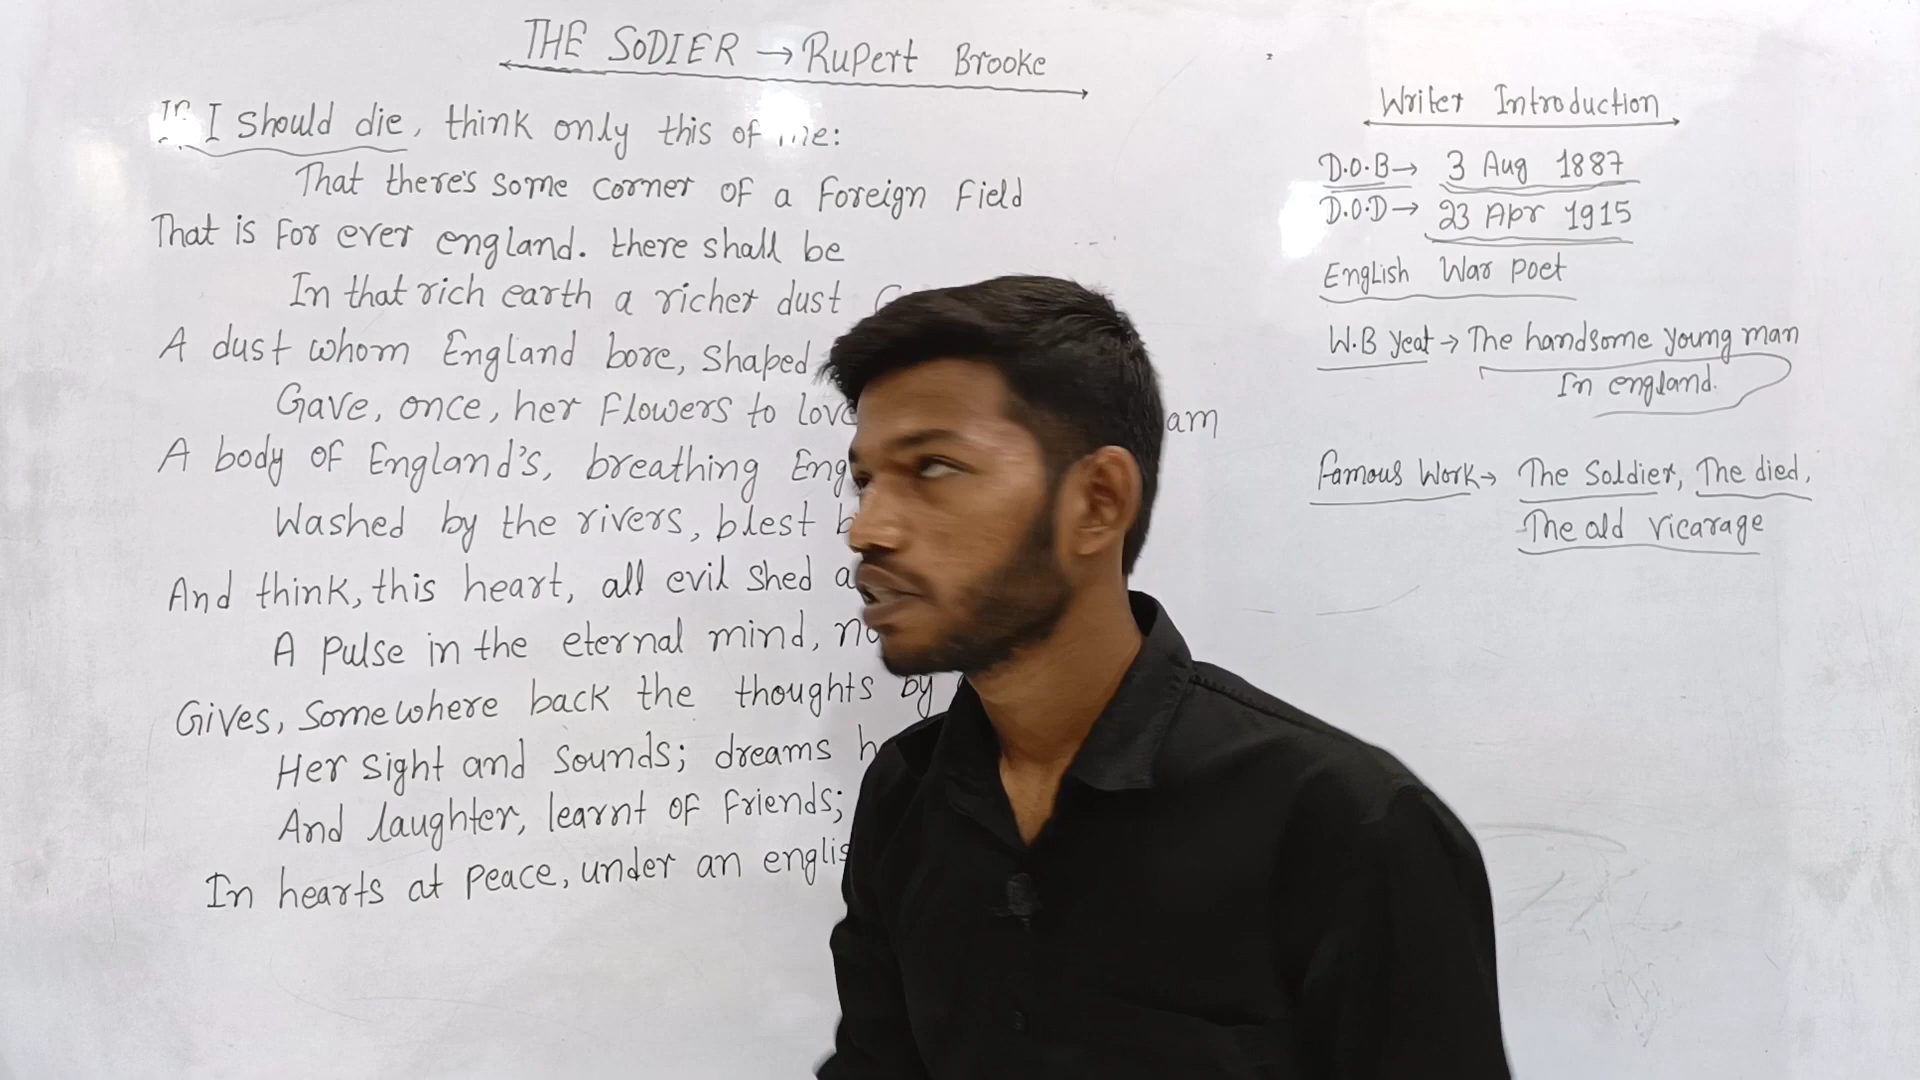 THE SODIER → Rupert Brooke
If I should die, think only this of me:
That there's some corner of a foreign field
That is for ever england. there shall be
In that rich earth a richer dust
A dust whom England bore, shaped
Gave, once, her flowers to love am
A body of England's, breathing Eng
Washed by the rivers, blest b
And think, this heart, all evil shed a
A pulse in the eternal mind, no
Gives, somewhere back the thoughts by
Her sight and sounds; dreams h
And laughter, learnt of friends;
In hearts at peace, under an englis
Writer Introduction
D.O.B → 3 Aug 1887
D.O.D → 23 Apr 1915
English War poet
W.B yeat → The handsome young man
In england.
famous Work → The Soldier, The died,
The old vicarage